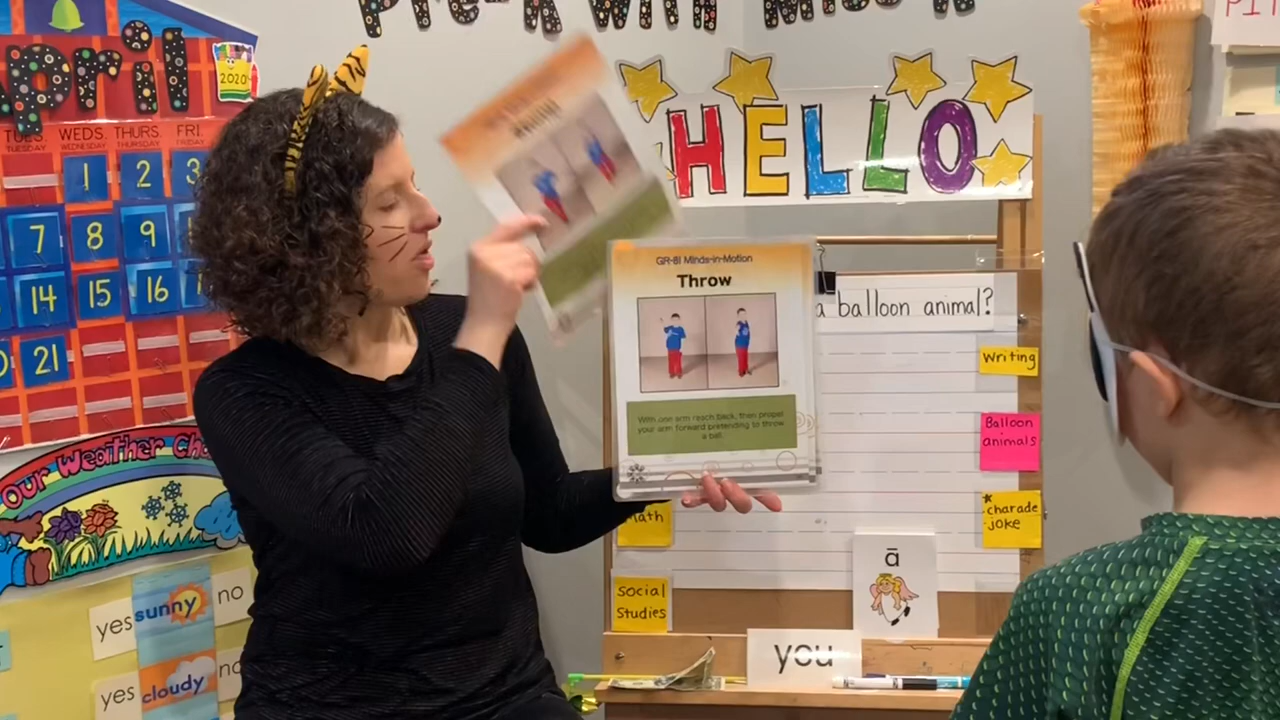 Pre-K with Miss K
April
2020
TUES. WEDS. THURS. FRI.
TUESDAY WEDNESDAY THURSDAY FRIDAY
1 2 3
7 8 9
14 15 16
21
Our Weather
yes sunny no
yes cloudy no
HELLO
GR-8! Minds-in-Motion
Throw
With one arm reach back, then propel
your arm forward pretending to throw
a ball.
a balloon animal?
Writing
Balloon
animals
charade
joke
math
social
studies
ā
you